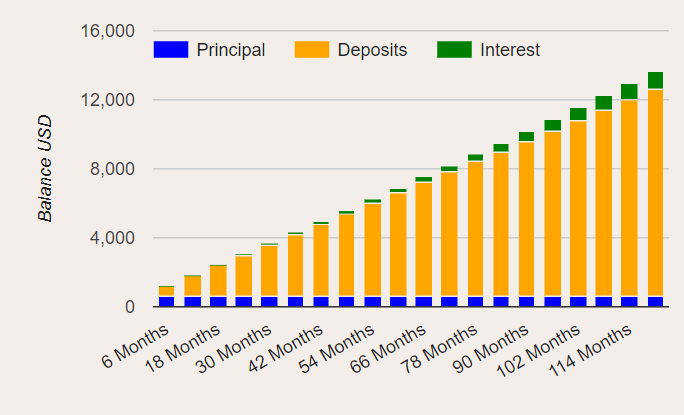 16,000
Principal Deposits Interest
12,000
8,000
4,000
0
Balance USD
6 Months
18 Months
30 Months
42 Months
54 Months
66 Months
78 Months
90 Months
102 Months
114 Months